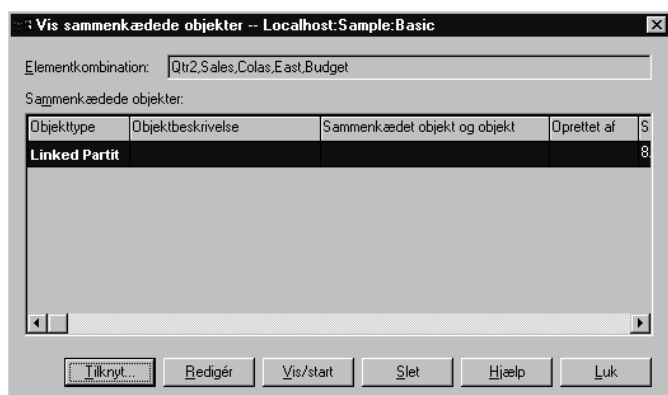 Vis sammenkædede objekter -- Localhost:Sample:Basic
Elementkombination: Qtr2,Sales,Colas,East,Budget
Sammenkædede objekter:
Objekttype Objektbeskrivelse Sammenkædet objekt og objekt Oprettet af S
Linked Partit 8.
Tilknyt... Redigér Vis/start Slet Hjælp Luk